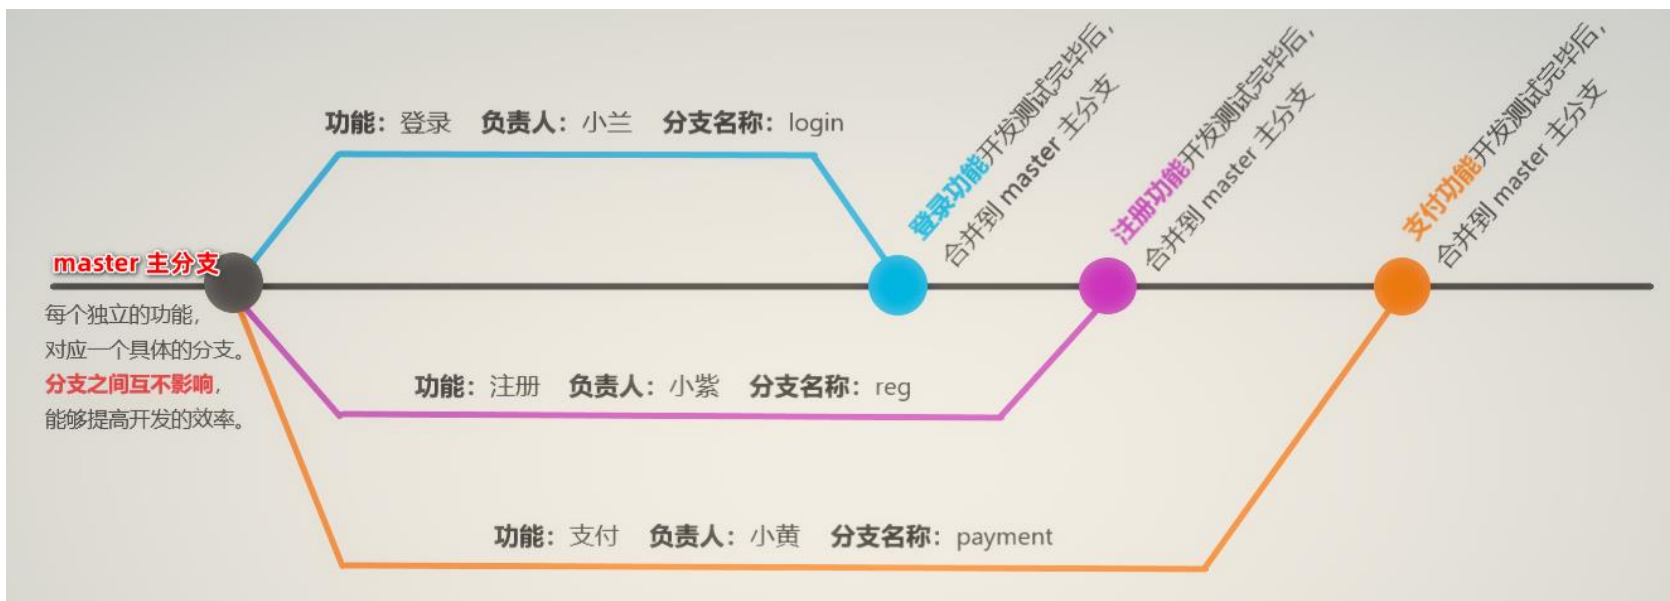 功能：登录 负责人：小兰 分支名称：login
登录功能开发测试完毕后，
合并到 master 主分支
注册功能开发测试完毕后，
合并到 master 主分支
支付功能开发测试完毕后，
合并到 master 主分支
master 主分支
每个独立的功能，
对应一个具体的分支。
分支之间互不影响，
能够提高开发的效率。
功能：注册 负责人：小紫 分支名称：reg
功能：支付 负责人：小黄 分支名称：payment